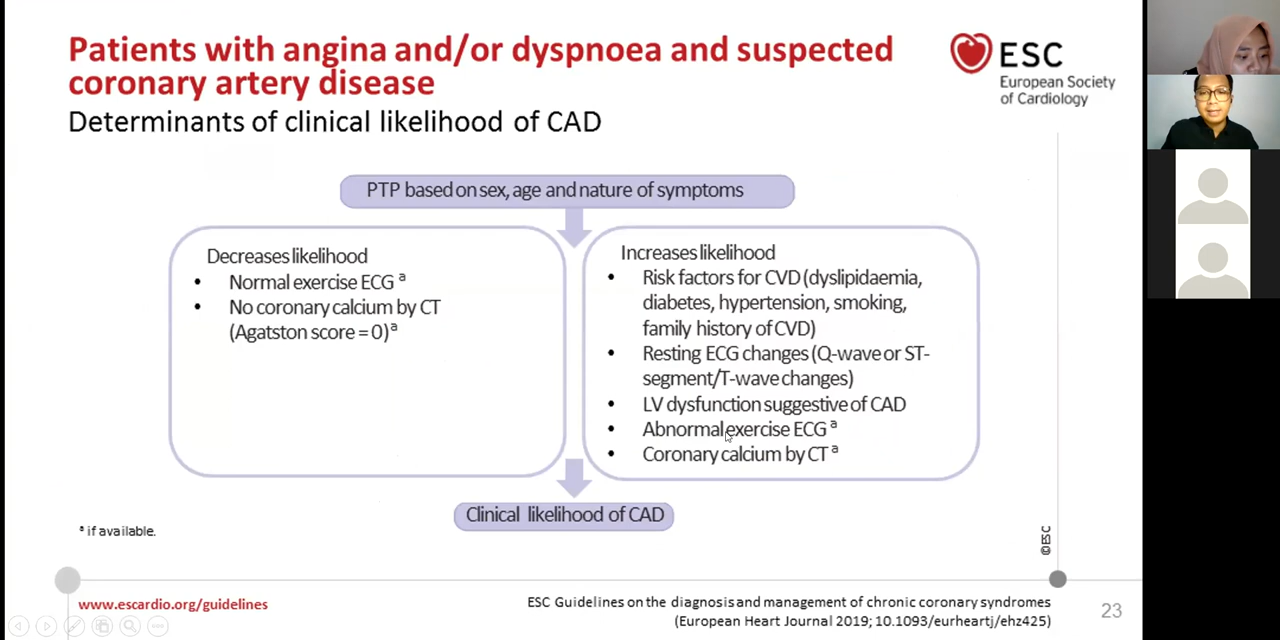 Patients with angina and/or dyspnoea and suspected
coronary artery disease
Determinants of clinical likelihood of CAD
ESC
European Society
of Cardiology
PTP based on sex, age and nature of symptoms
Decreases likelihood
• Normal exercise ECG a
• No coronary calcium by CT
(Agatston score = 0)a
Increases likelihood
• Risk factors for CVD (dyslipidaemia,
diabetes, hypertension, smoking,
family history of CVD)
• Resting ECG changes (Q-wave or ST-
segment/T-wave changes)
• LV dysfunction suggestive of CAD
• Abnormal exercise ECG a
• Coronary calcium by CT a
Clinical likelihood of CAD
a if available.
©ESC
www.escardio.org/guidelines
ESC Guidelines on the diagnosis and management of chronic coronary syndromes
(European Heart Journal 2019; 10.1093/eurheartj/ehz425)
23